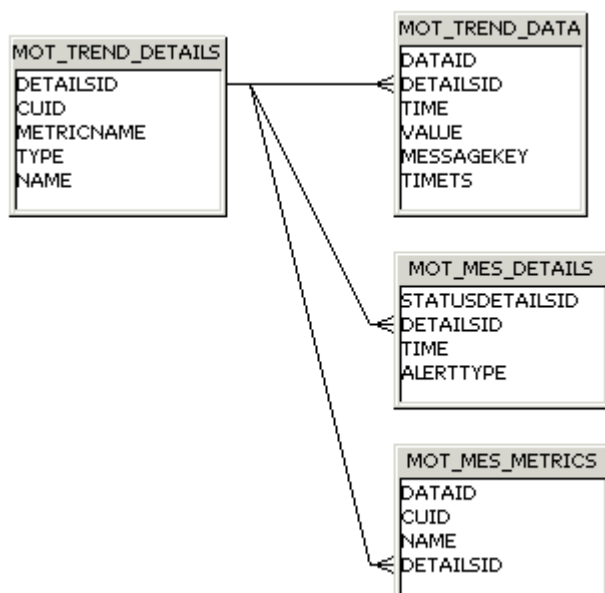 MOT_TREND_DETAILS
DETAILSID
CUID
METRICNAME
TYPE
NAME
MOT_TREND_DATA
DATAID
DETAILSID
TIME
VALUE
MESSAGEKEY
TIMETS
MOT_MES_DETAILS
STATUSDETAILSID
DETAILSID
TIME
ALERTTYPE
MOT_MES_METRICS
DATAID
CUID
NAME
DETAILSID